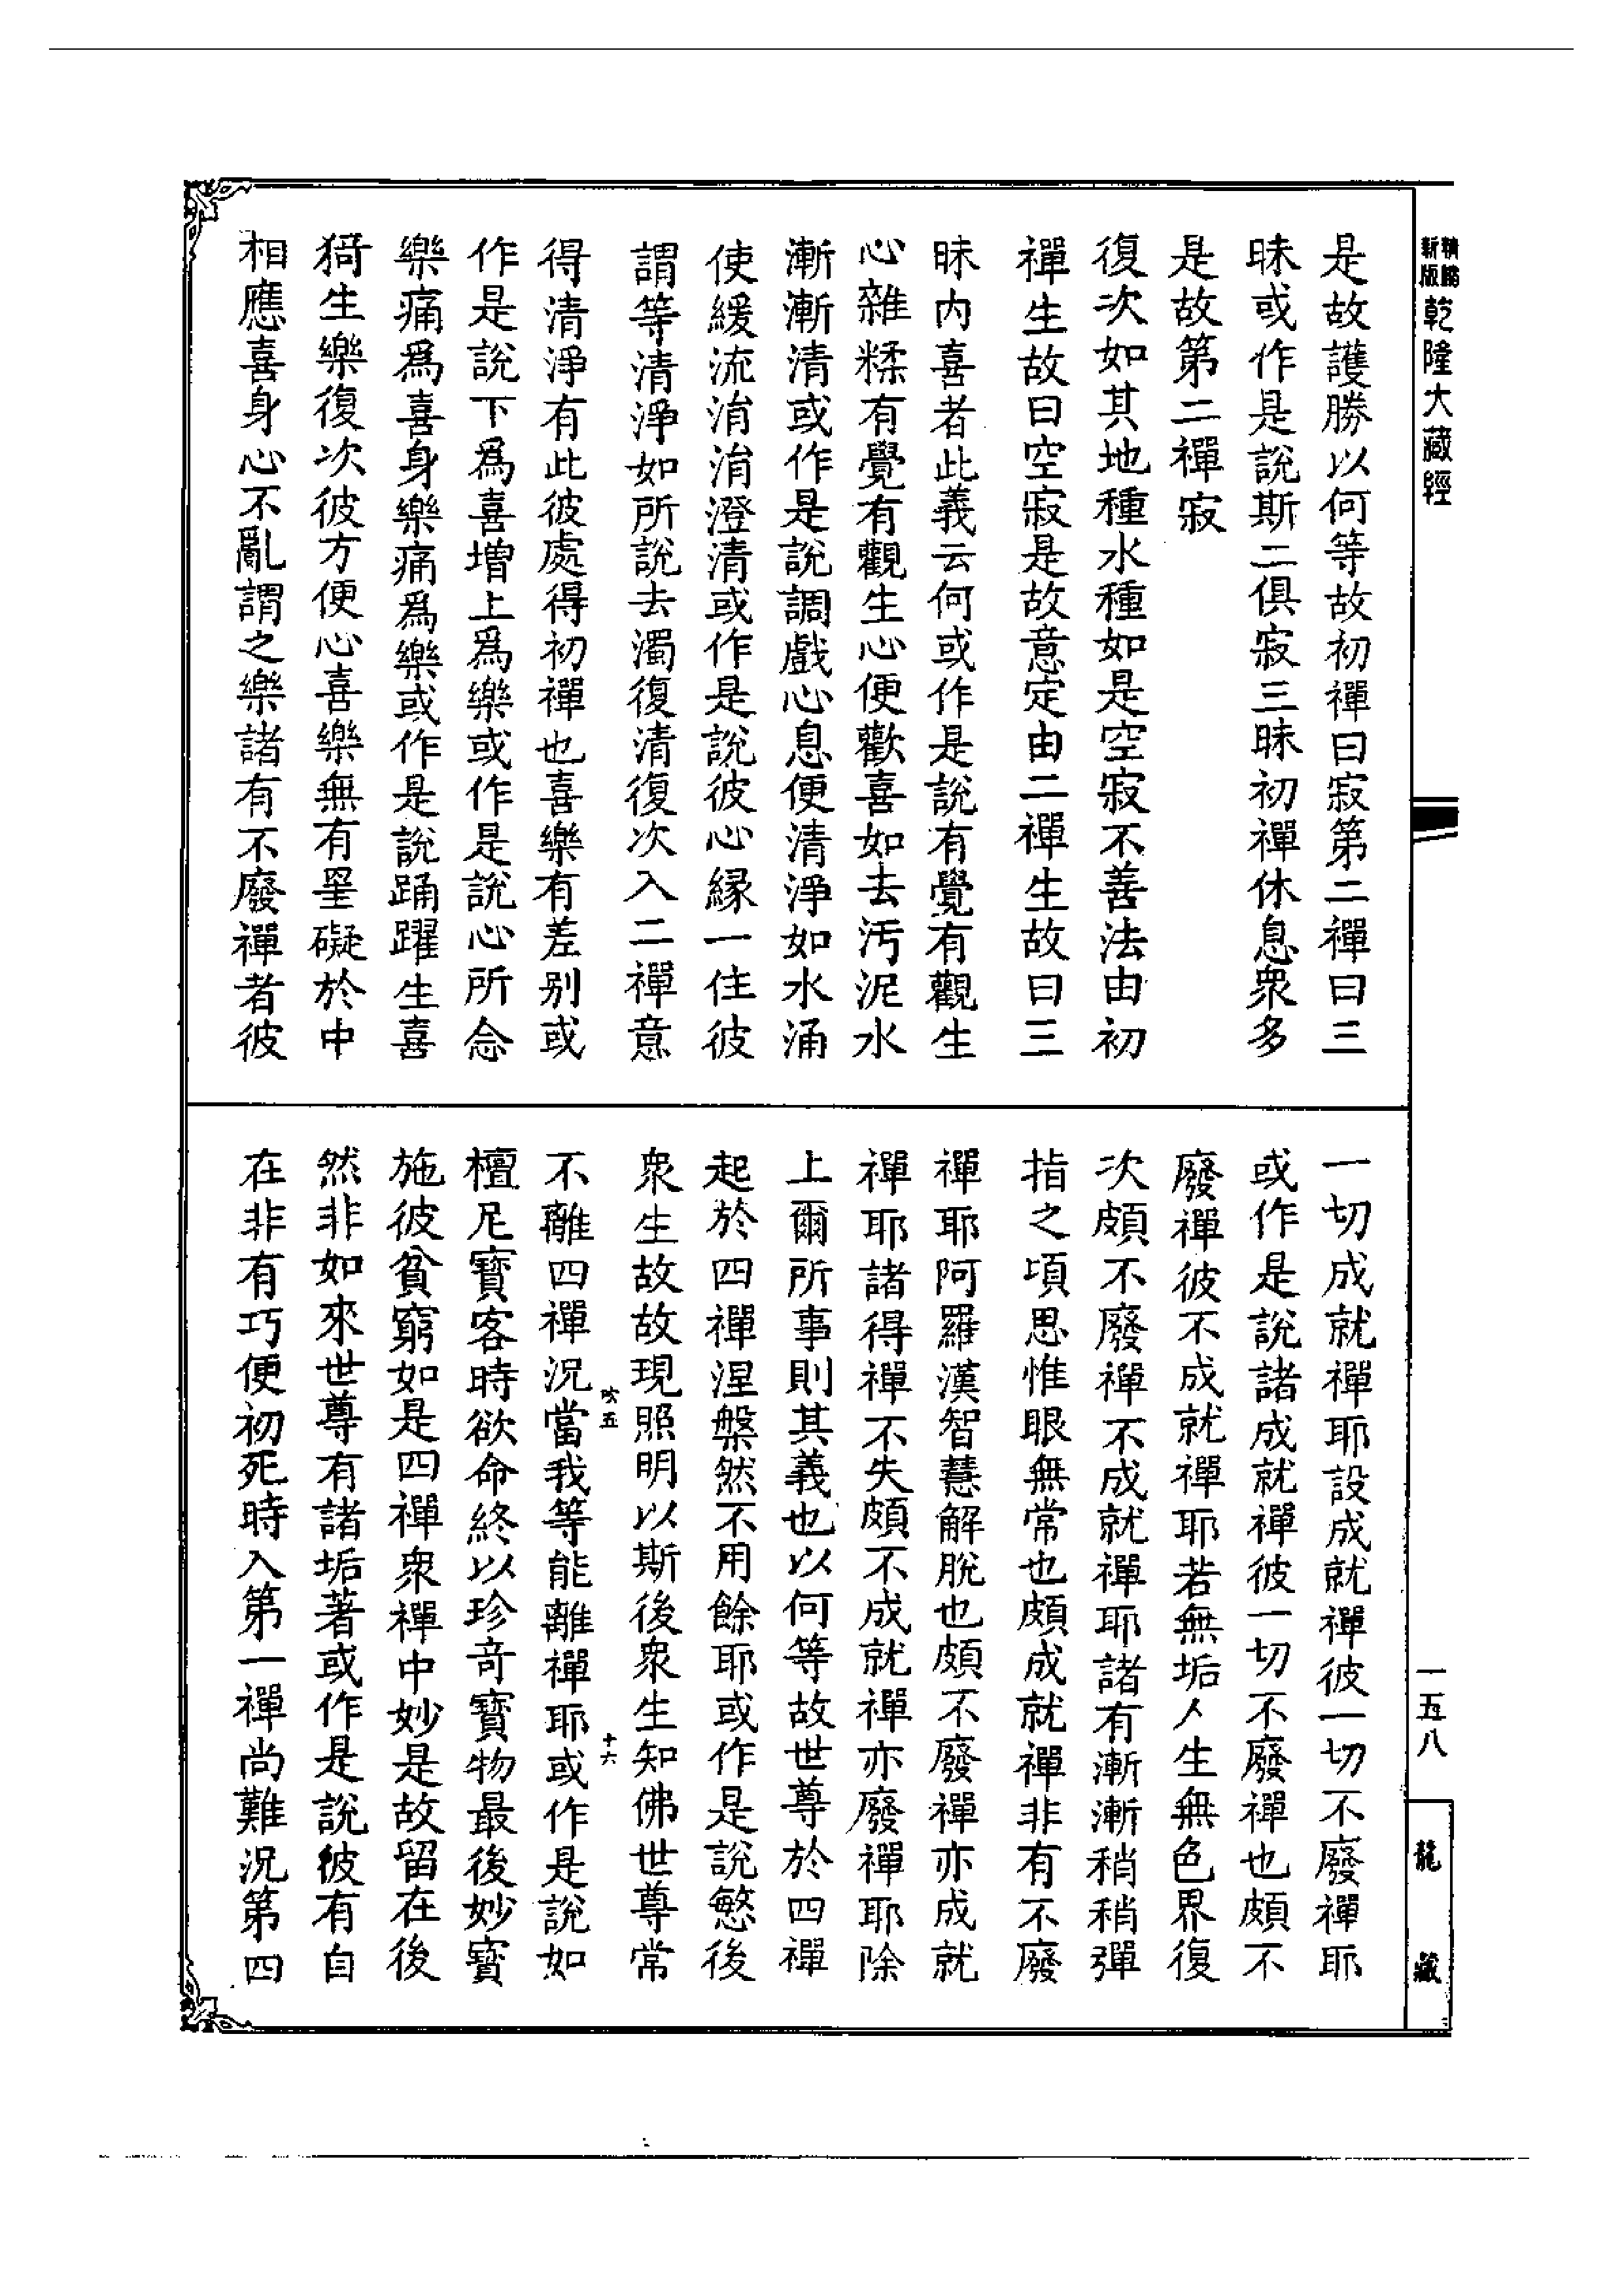 新版 精縮 乾隆大藏經
是故護勝以何等故初禪曰寂第二禪曰三
昧或作是說斯二俱寂三昧初禪休息衆多
是故第二禪寂
復次如其地種水種如是空寂不善法由初
禪生故曰空寂是故意定由二禪生故曰三
昧內喜者此義云何或作是說有覺有觀生
心雜糅有覺有觀生心便歡喜如去污泥水
漸漸清或作是說調戲心息便清淨如水涌
使緩流淯淯澄清或作是說彼心緣一住彼
謂等清淨如所說去濁復清復次入二禪意
得清淨有此彼處得初禪也喜樂有差别或
作是說下爲喜增上爲樂或作是說心所念
樂痛爲喜身樂痛爲樂或作是說踊躍生喜
猗生樂復次彼方便心喜樂無有罣礙於中
相應喜身心不亂謂之樂諸有不廢禪者彼
一切成就禪耶設成就禪彼一切不廢禪耶
或作是說諸成就禪彼一切不廢禪也頗不
廢禪彼不成就禪耶若無垢人生無色界復
次頗不廢禪不成就禪耶諸有漸漸稍稍彈
指之頃思惟眼無常也頗成就禪非有不廢
禪耶阿羅漢智慧解脫也頗不廢禪亦成就
禪耶諸得禪不失頗不成就禪亦廢禪耶除
上爾所事則其義也以何等故世尊於四禪
起於四禪涅槃然不用餘耶或作是說慜後
衆生故故現照明以斯後衆生知佛世尊常
不離四禪況當我等能離禪耶或作是說如
檀尼寶客時欲命終以珍奇寶物最後妙寶
施彼貧窮如是四禪衆禪中妙是故留在後
然非如來世尊有諸垢著或作是說彼有自
在非有巧便初死時入第一禪尚難況第四
五
十六
一五八
龍藏